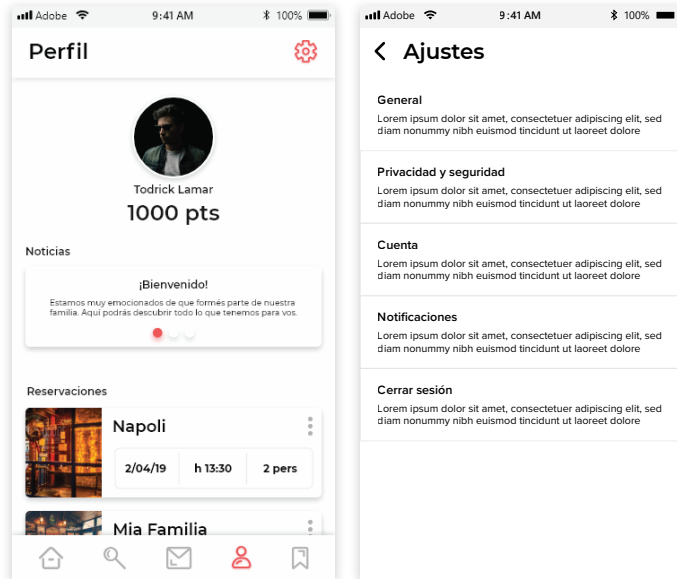 Adobe 9:41 AM 100%
Perfil
Todrick Lamar
1000 pts
Noticias
¡Bienvenido!
Estamos muy emocionados de que formés parte de nuestra
familia. Aquí podrás descubrir todo lo que tenemos para vos.
Reservaciones
Napoli
2/04/19 h 13:30 2 pers
Mia Familia
Adobe 9:41 AM 100%
Ajustes
General
Lorem ipsum dolor sit amet, consectetuer adipiscing elit, sed
diam nonummy nibh euismod tincidunt ut laoreet dolore
Privacidad y seguridad
Lorem ipsum dolor sit amet, consectetuer adipiscing elit, sed
diam nonummy nibh euismod tincidunt ut laoreet dolore
Cuenta
Lorem ipsum dolor sit amet, consectetuer adipiscing elit, sed
diam nonummy nibh euismod tincidunt ut laoreet dolore
Notificaciones
Lorem ipsum dolor sit amet, consectetuer adipiscing elit, sed
diam nonummy nibh euismod tincidunt ut laoreet dolore
Cerrar sesión
Lorem ipsum dolor sit amet, consectetuer adipiscing elit, sed
diam nonummy nibh euismod tincidunt ut laoreet dolore